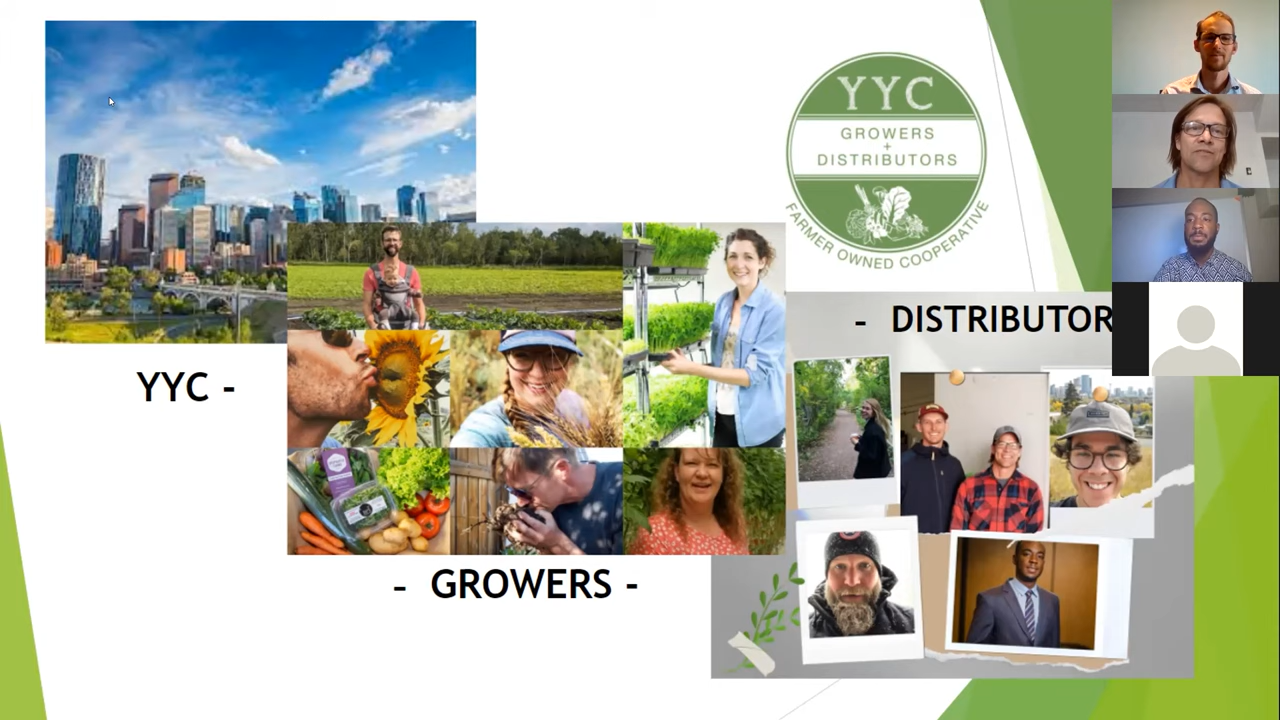 YYC
GROWERS
+
DISTRIBUTORS
FARMER OWNED COOPERATIVE
- DISTRIBUTOR
YYC -
- GROWERS -